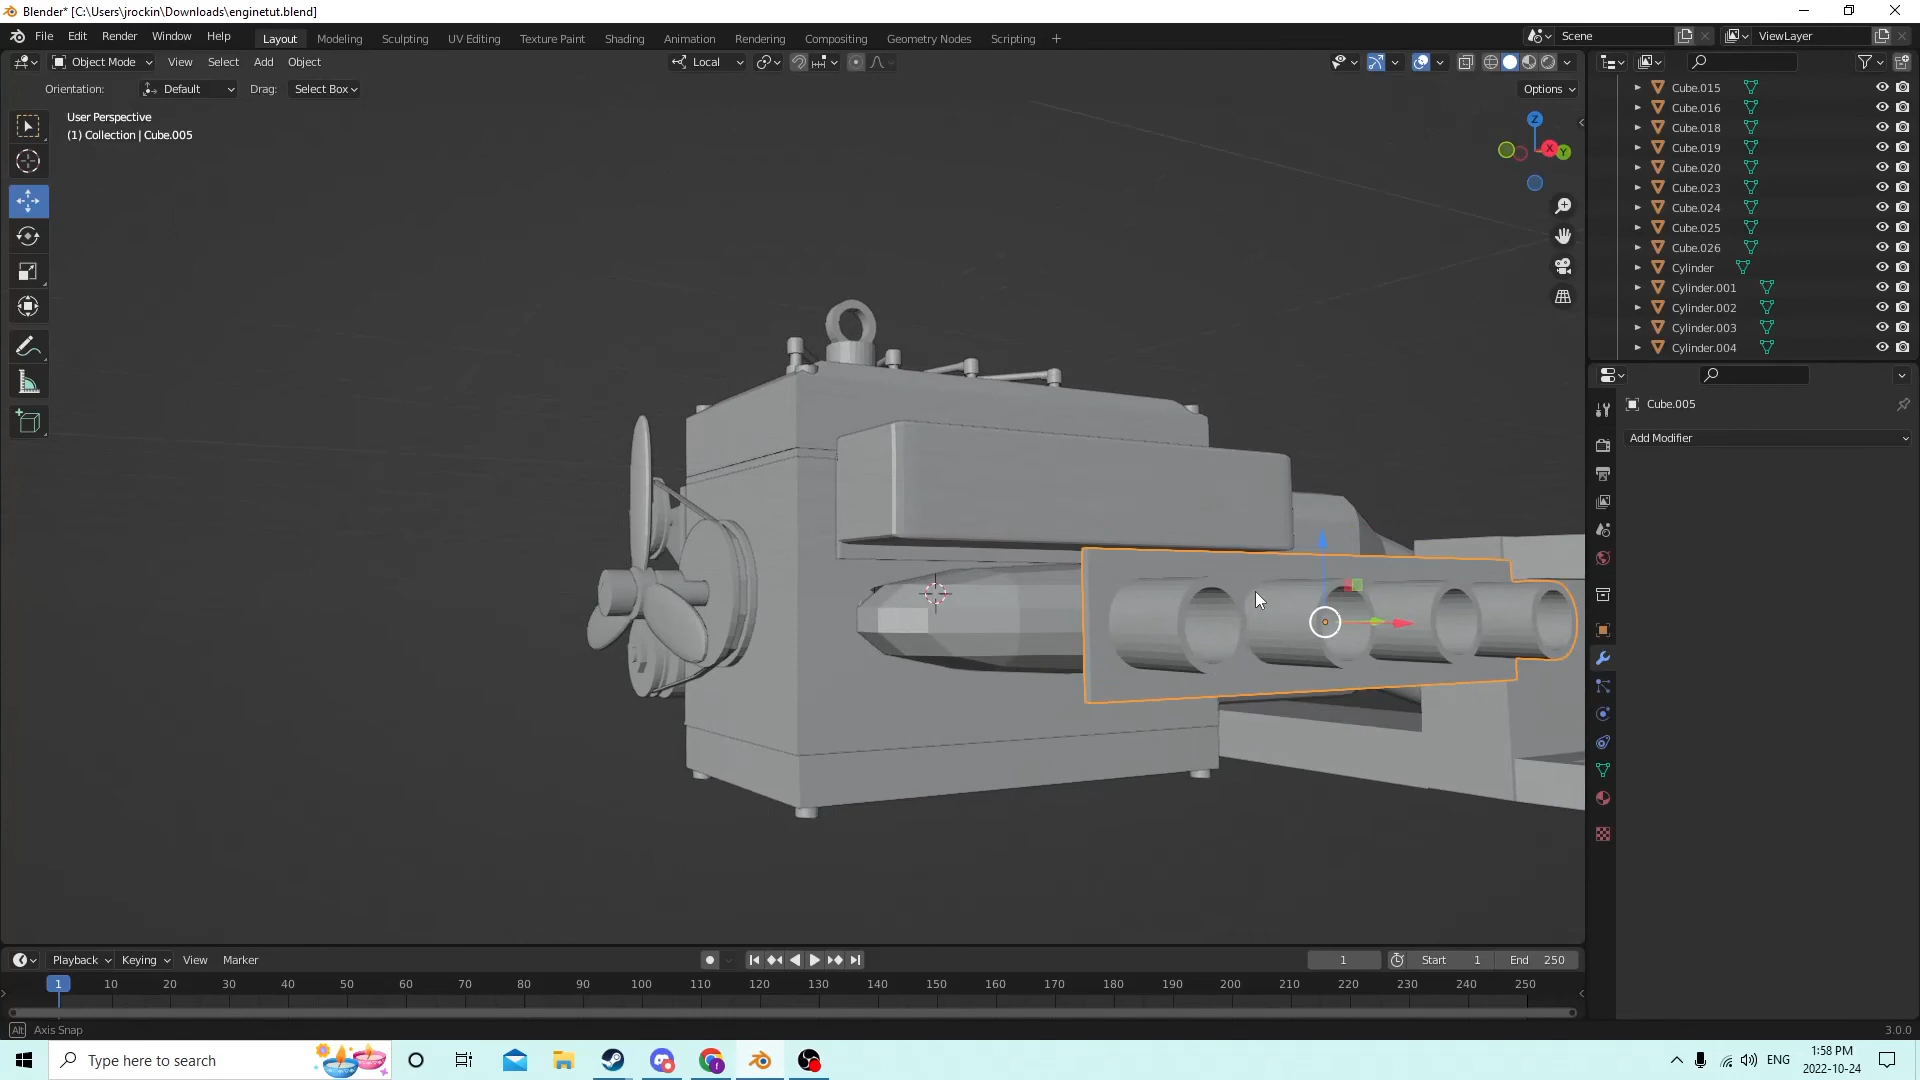 Blender* [C:\Users\jrockin\Downloads\enginetut.blend]
File Edit Render Window Help Layout Modeling Sculpting UV Editing Texture Paint Shading Animation Rendering Compositing Geometry Nodes Scripting + Scene ViewLayer
Object Mode View Select Add Object Local
Orientation: Default Drag: Select Box Options
User Perspective
(1) Collection | Cube.005
Z
X
Y
Cube.015
Cube.016
Cube.018
Cube.019
Cube.020
Cube.023
Cube.024
Cube.025
Cube.026
Cylinder
Cylinder.001
Cylinder.002
Cylinder.003
Cylinder.004
Cube.005
Add Modifier
Playback Keying View Marker 1 Start 1 End 250
1 10 20 30 40 50 60 70 80 90 100 110 120 130 140 150 160 170 180 190 200 210 220 230 240 250
Alt Axis Snap 3.0.0
Type here to search
ENG
1:58 PM
2022-10-24